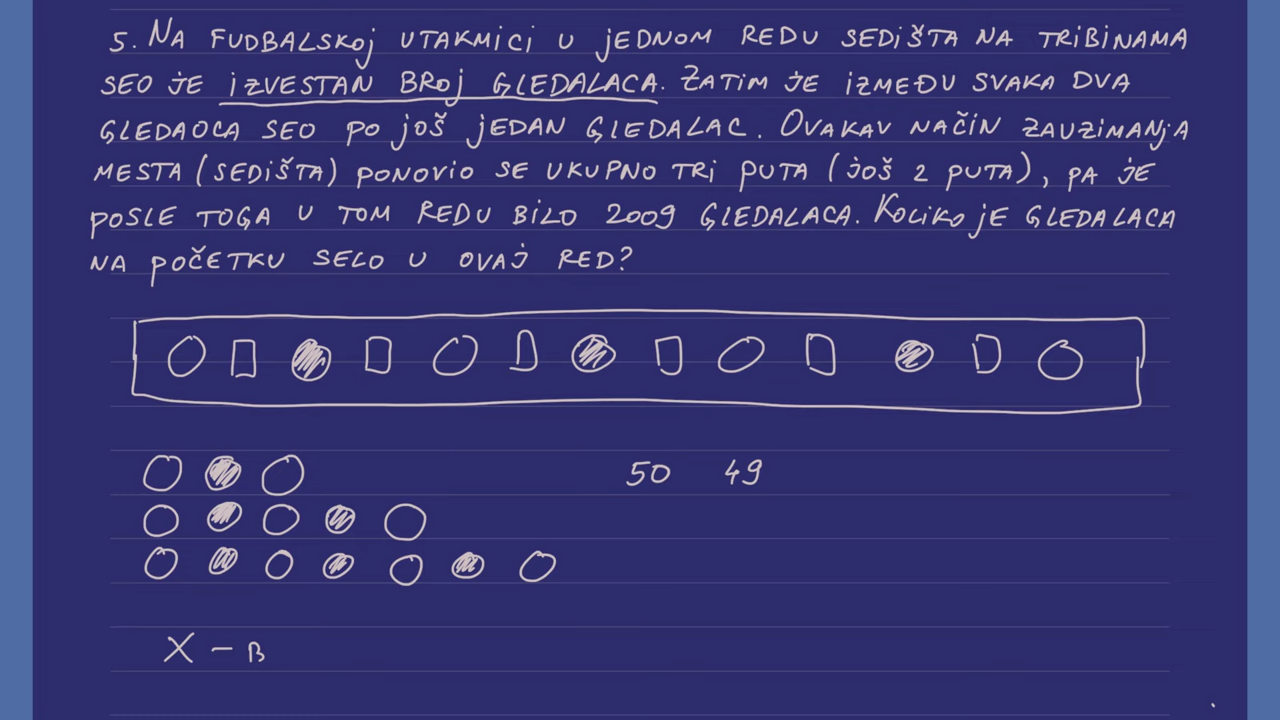 5. NA FUDBALSKOj UTAKMICI U jEDNOM REDU SEDIŠTA NA TRIBINAMA
SEO JE IZVESTAN BROj GLEDALACA. ZATIM JE IZMEĐU SVAKA DVA
GLEDAOCA SEO PO jOŠ jEDAN GLEDALAC. OVAKAV NAČIN ZAUZIMANjA
MESTA (SEDIŠTA) PONOVIO SE UKUPNO TRI PUTA (JOŠ 2 PUTA), PA JE
POSLE TOGA U TOM REDU BILO 2009 GLEDALACA. KOLIKO jE GLEDALACA
NA POČETKU SELO U OVAJ RED?
50 49
X - B